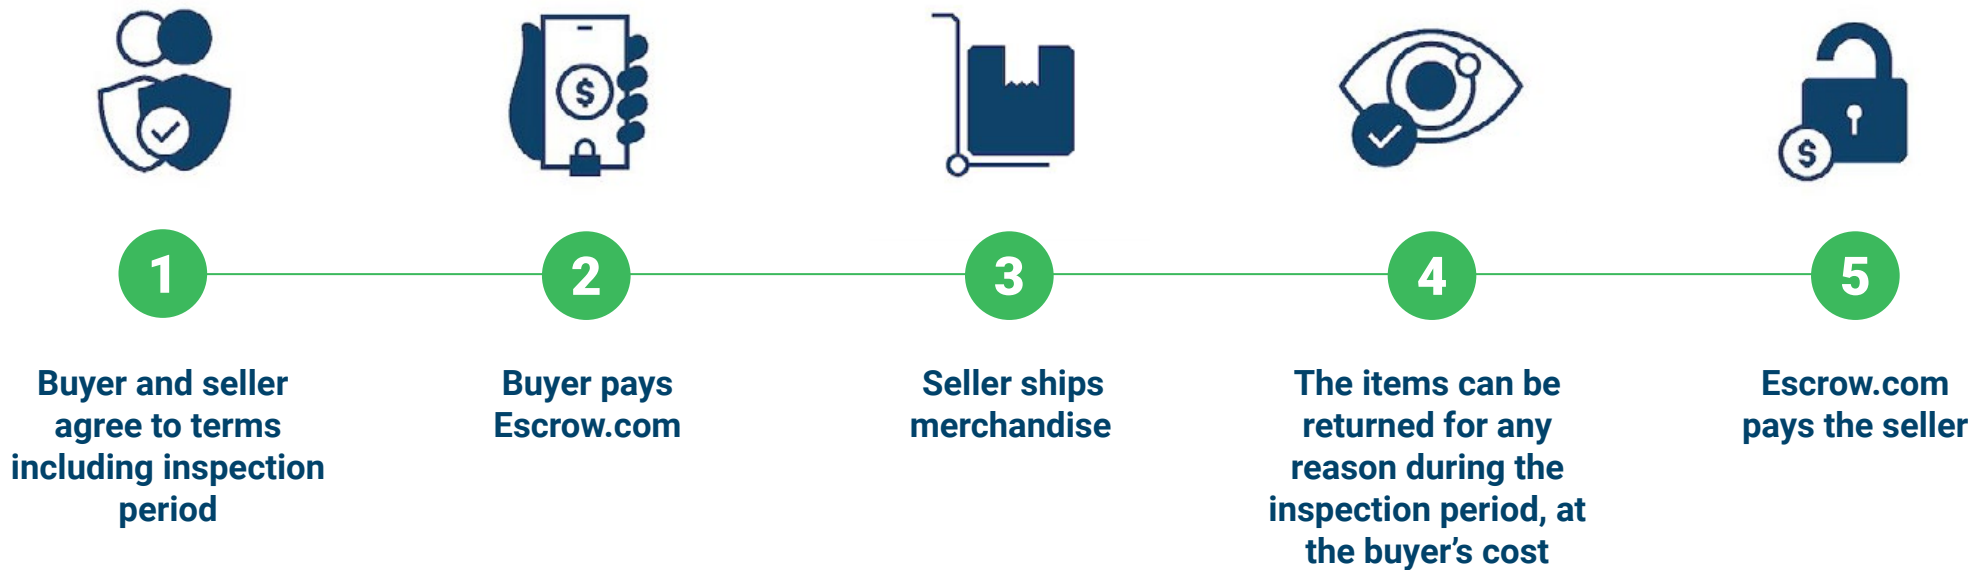 $
$
1
2
3
4
5
Buyer and seller
agree to terms
including inspection
period
Buyer pays
Escrow.com
Seller ships
merchandise
The items can be
returned for any
reason during the
inspection period, at
the buyer’s cost
Escrow.com
pays the seller